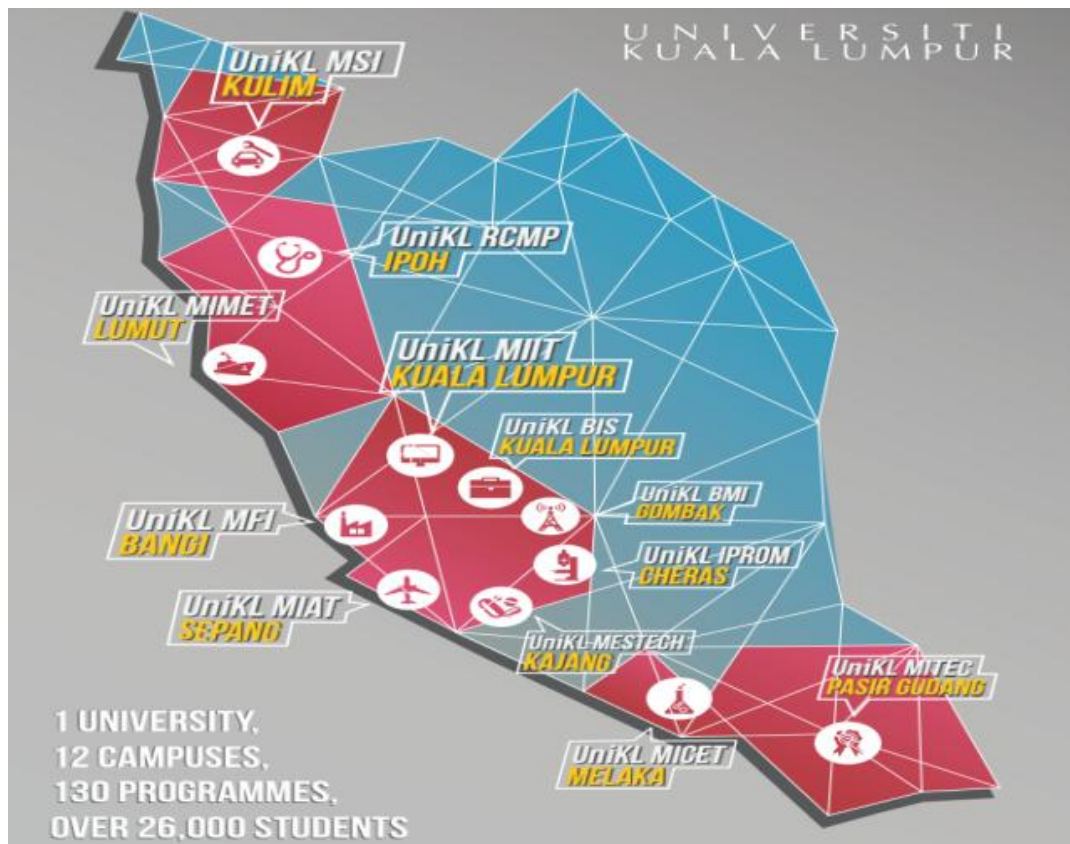 UNIVERSITI
KUALA LUMPUR
UniKL MSI
KULIM
UniKL RCMP
IPOH
UniKL MIMET
LUMUT
UniKL MIIT
KUALA LUMPUR
UniKL BIS
KUALA LUMPUR
UniKL BMI
GOMBAK
UniKL MFI
BANGI
UniKL IPROM
CHERAS
UniKL MIAT
SEPANG
UniKL MESTECH
KAJANG
UniKL MITEC
PASIR GUDANG
UniKL MICET
MELAKA
1 UNIVERSITY,
12 CAMPUSES,
130 PROGRAMMES,
OVER 26,000 STUDENTS